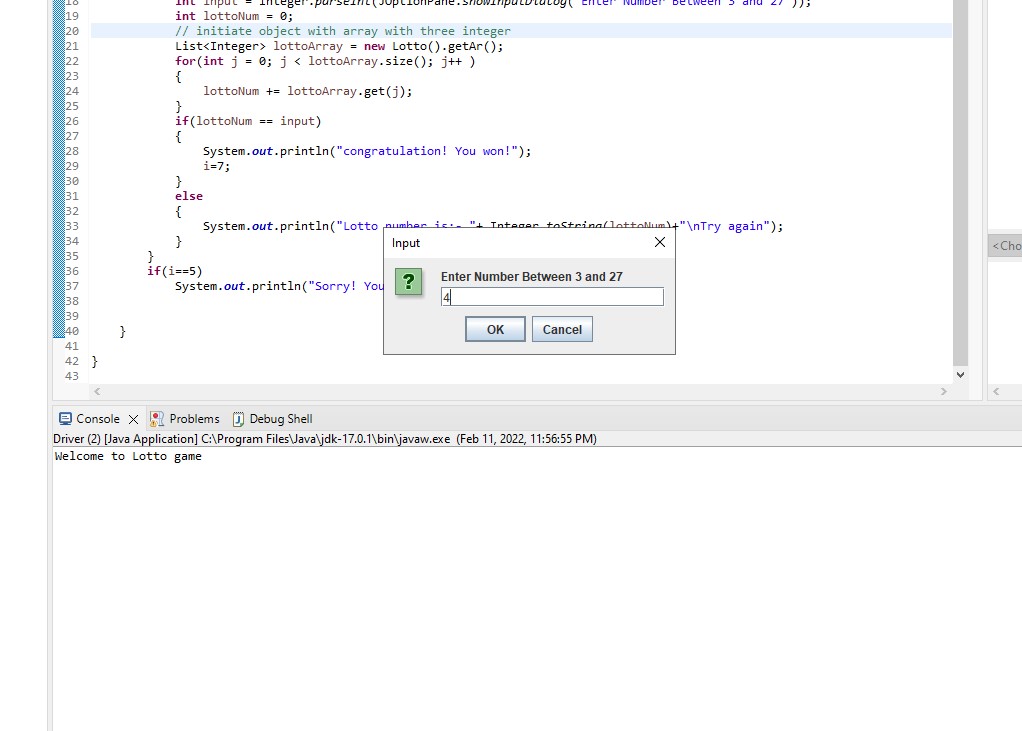 18 int input = Integer.parseInt(JOptionPane.showInputDialog("Enter Number Between 3 and 27"));
19 int lottoNum = 0;
20 // initiate object with array with three integer
21 List<Integer> lottoArray = new Lotto().getAr();
22 for(int j = 0; j < lottoArray.size(); j++ )
23 {
24 lottoNum += lottoArray.get(j);
25 }
26 if(lottoNum == input)
27 {
28 System.out.println("congratulation! You won!");
29 i=7;
30 }
31 else
32 {
33 System.out.println("Lotto number is:- "+ Integer.toString(lottoNum)+"\nTry again");
34 }
35 }
36 if(i==5)
37 System.out.println("Sorry! You
38
39
40 }
41
42 }
43
Input
Enter Number Between 3 and 27
4
OK Cancel
<Cho
Console Problems Debug Shell
Driver (2) [Java Application] C:\Program Files\Java\jdk-17.0.1\bin\javaw.exe (Feb 11, 2022, 11:56:55 PM)
Welcome to Lotto game